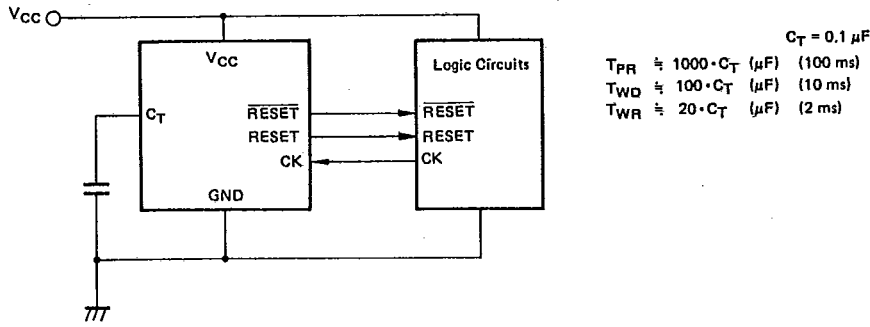 VCC
VCC
Logic Circuits
CT
RESET
RESET
CK
GND
RESET
RESET
CK
CT = 0.1 μF
TPR ≒ 1000·CT (μF) (100 ms)
TWD ≒ 100·CT (μF) (10 ms)
TWR ≒ 20·CT (μF) (2 ms)